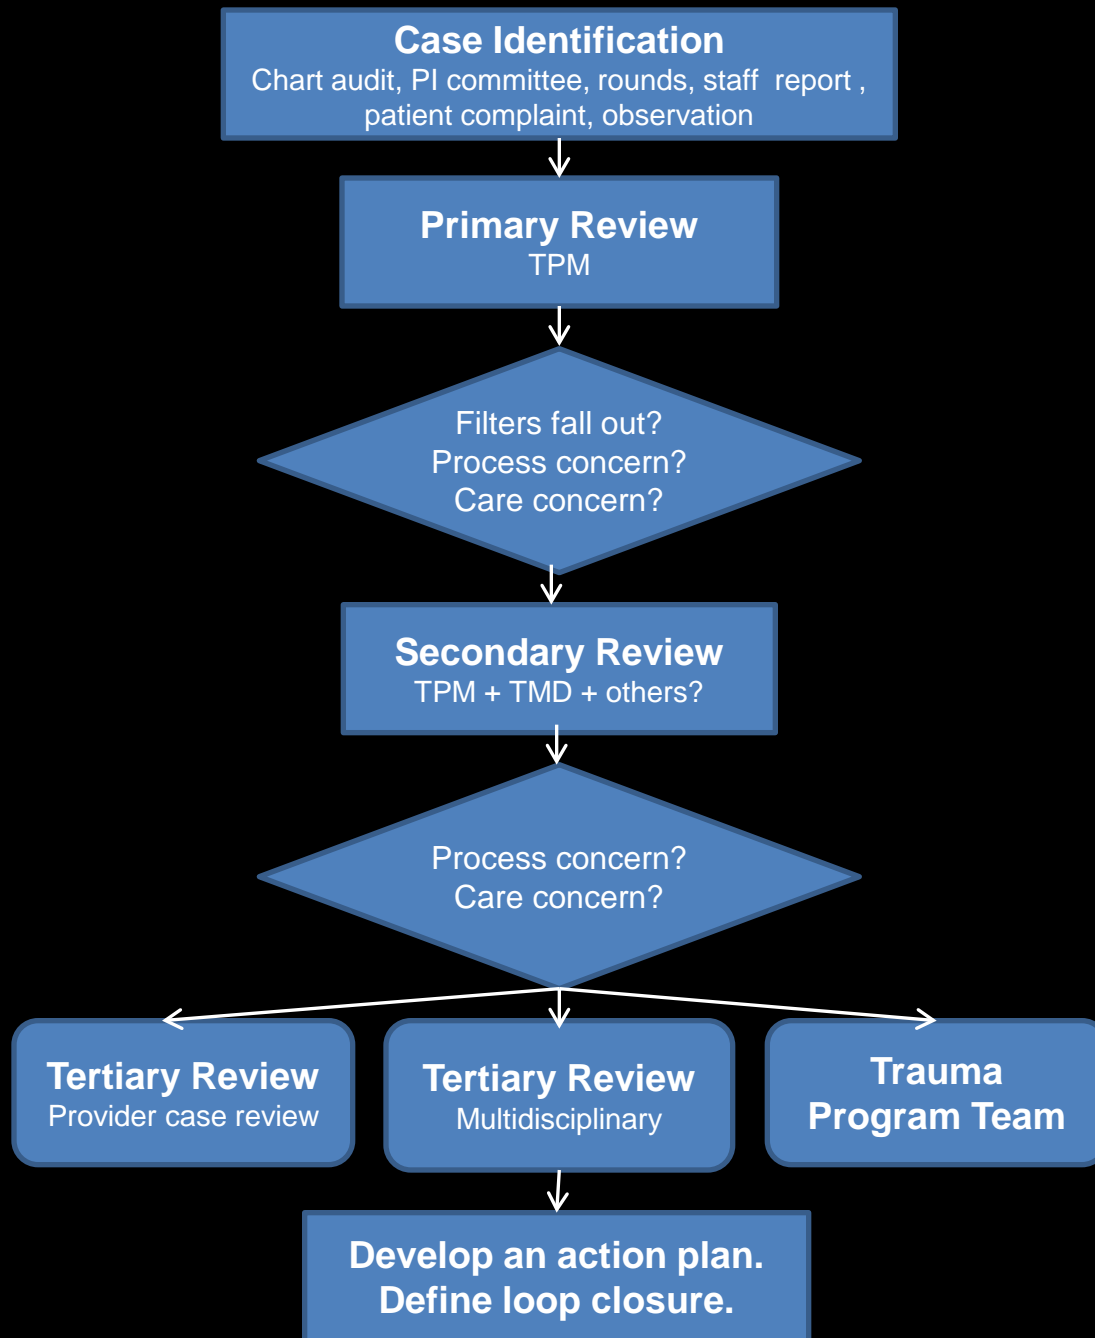 Case Identification
Chart audit, PI committee, rounds, staff  report ,
patient complaint, observation
Primary Review
TPM
Filters fall out?
Process concern?
Care concern?
Secondary Review
TPM + TMD + others?
Process concern?
Care concern?
Tertiary Review
Provider case review
Tertiary Review
Multidisciplinary
Trauma
Program Team
Develop an action plan.
Define loop closure.